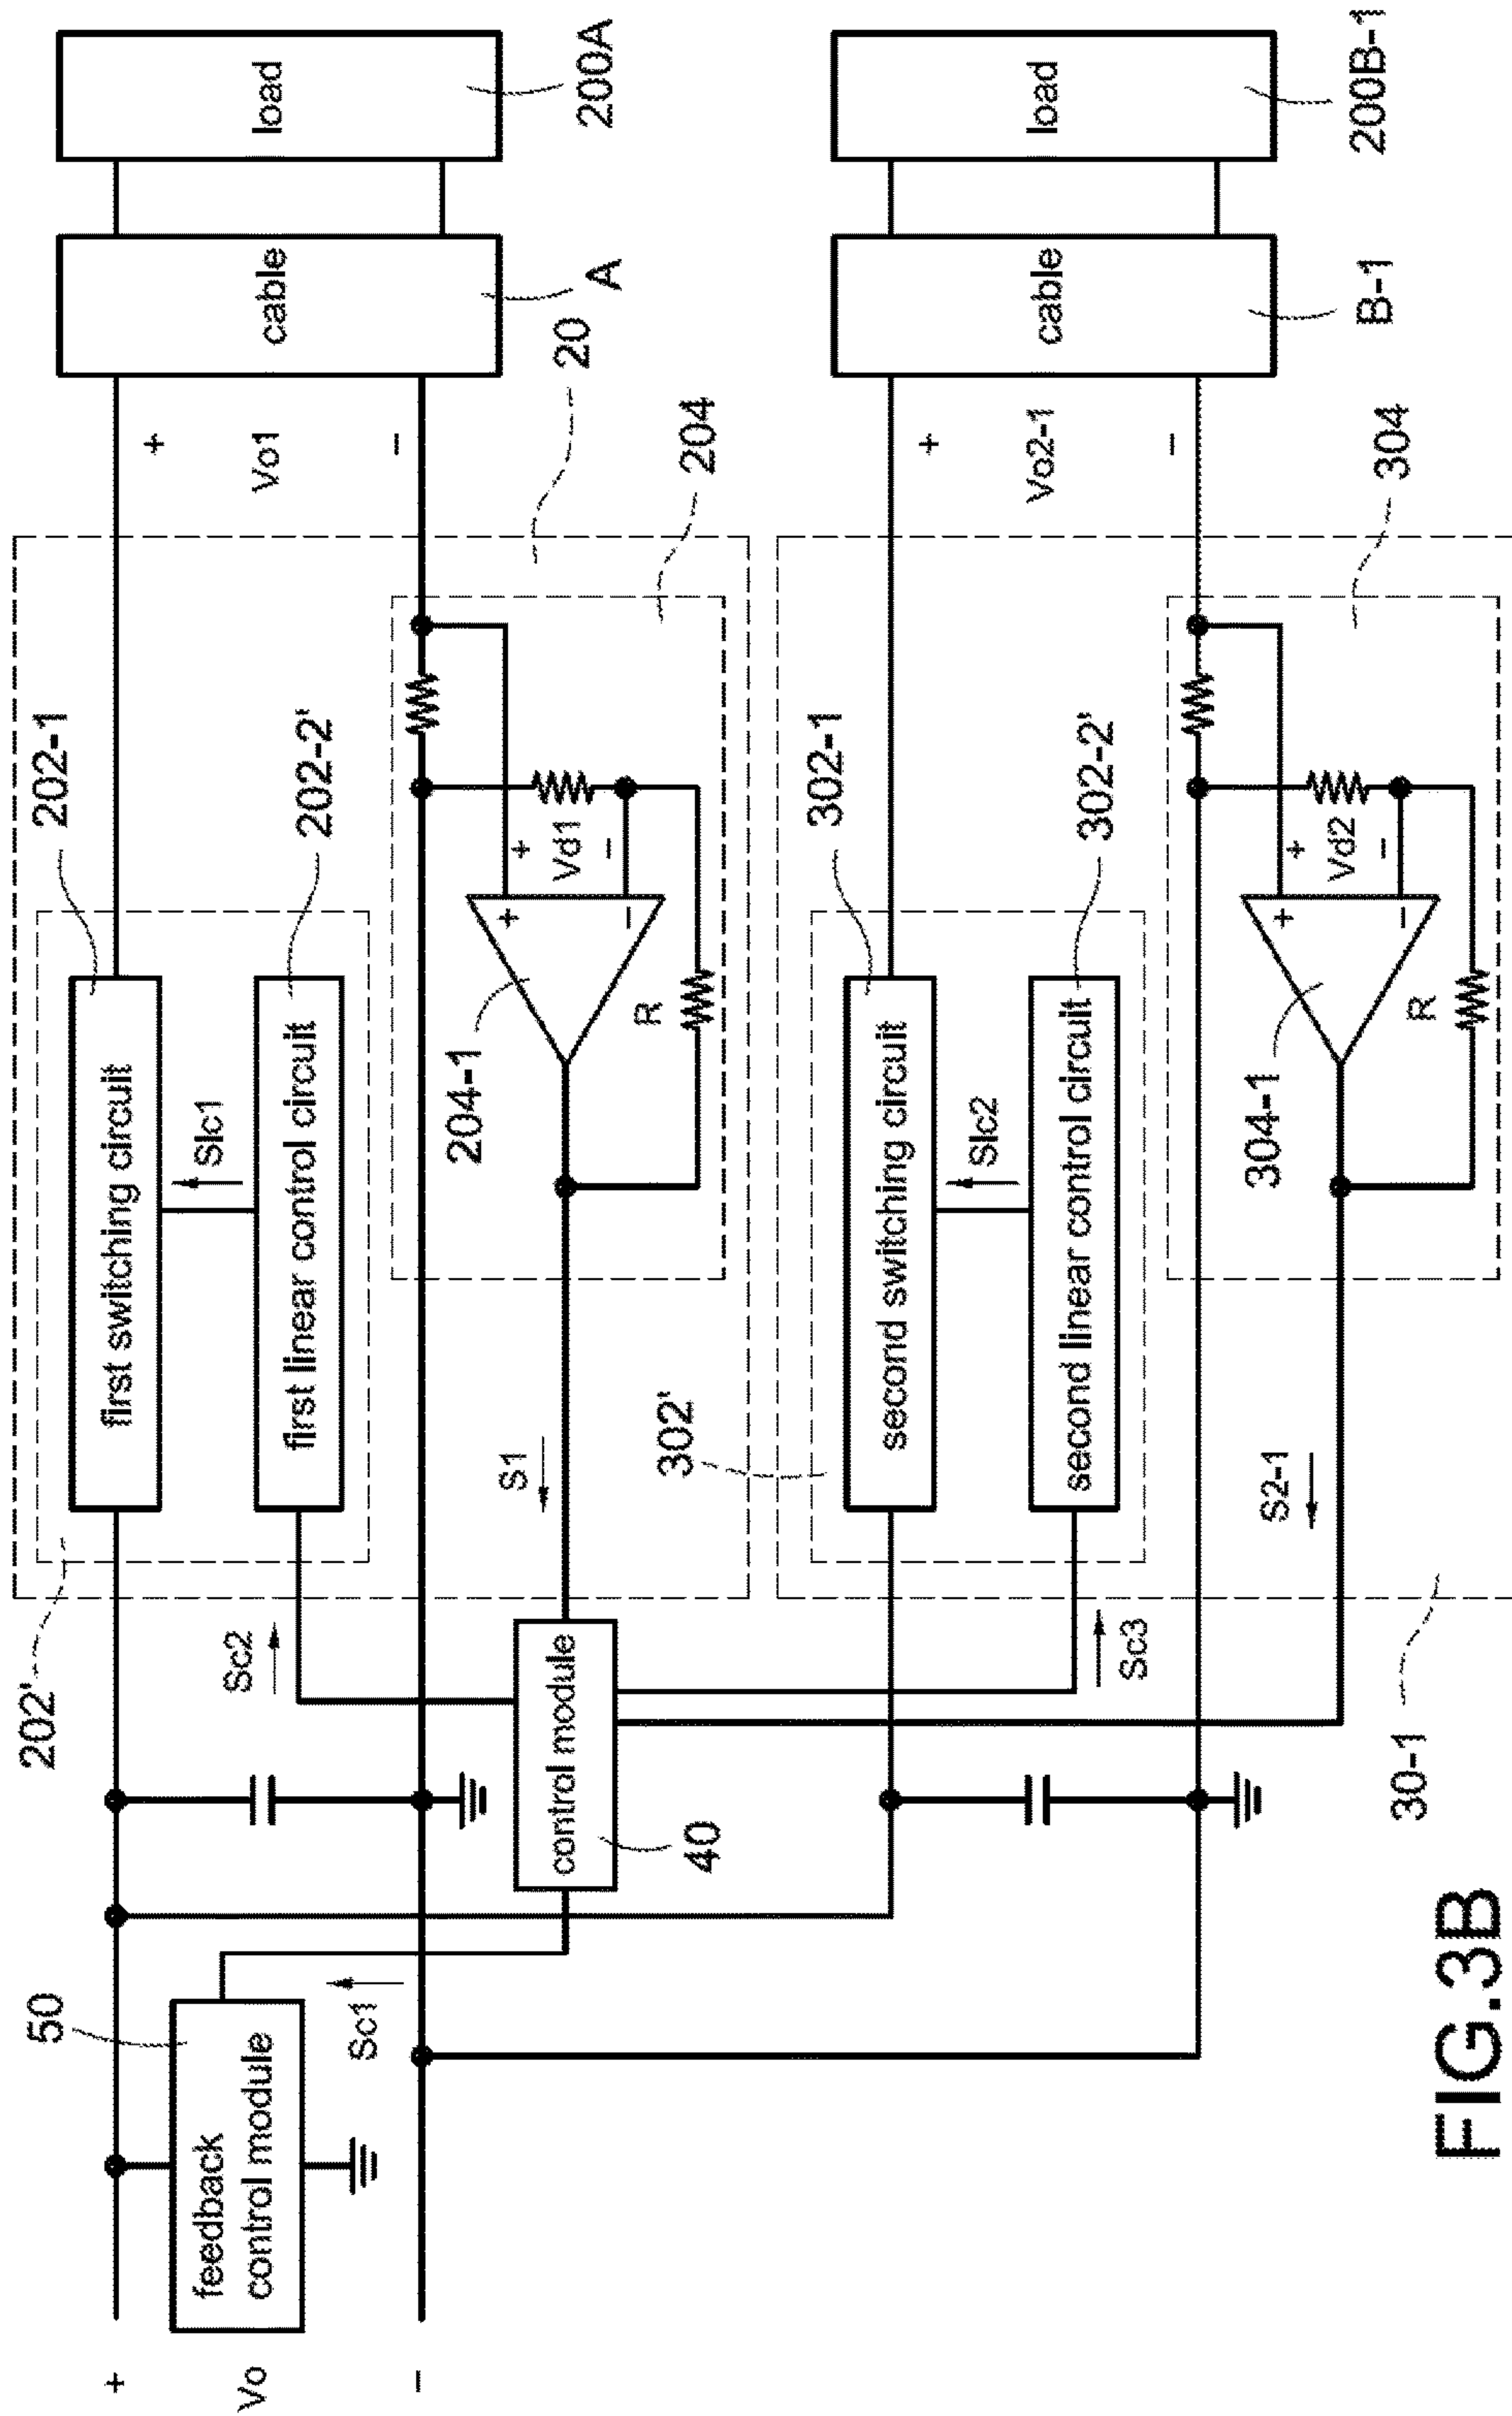 +
Vo
−
feedback
control module
50
Sc1
control module
40
202'
Sc2
first switching circuit
202-1
Slc1
first linear control circuit
202-2'
S1
204-1
+
−
+
Vd1
−
R
204
20
+
Vo1
−
cable
A
load
200A
Sc3
302'
second switching circuit
302-1
Slc2
second linear control circuit
302-2'
S2-1
304-1
+
−
+
Vd2
−
R
304
30-1
+
Vo2-1
−
cable
B-1
load
200B-1
FIG.3B